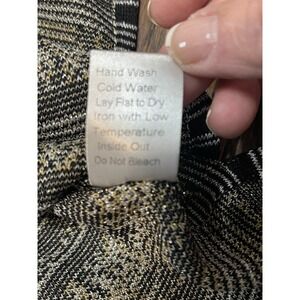 Hand Wash
Cold Water
Lay Flat to Dry
Iron with Low
Temperature
Inside Out
Do Not Bleach